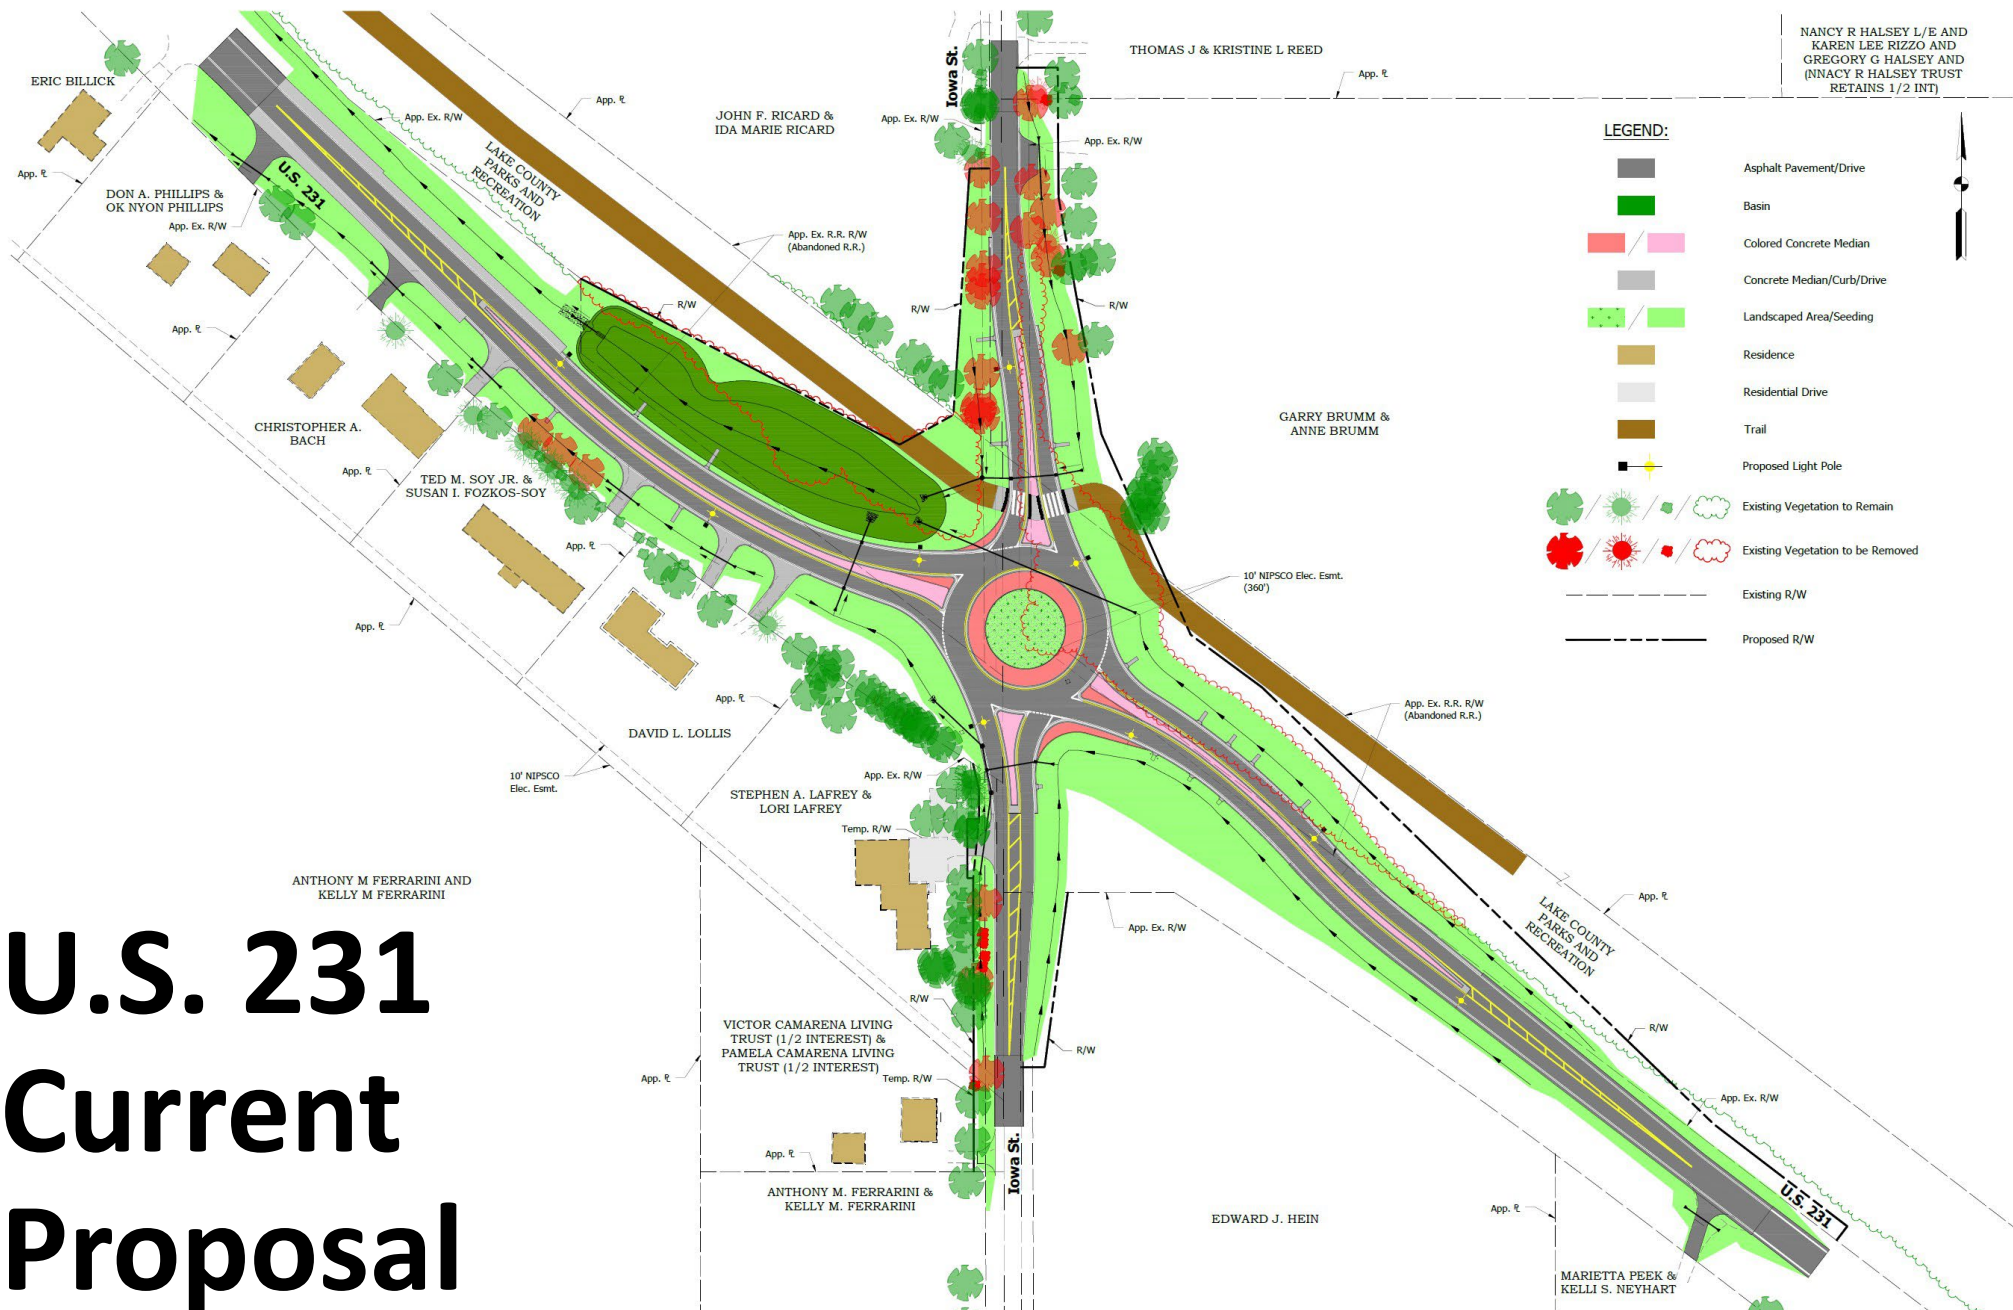 Iowa St.
THOMAS J & KRISTINE L REED
NANCY R HALSEY L/E AND
KAREN LEE RIZZO AND
GREGORY G HALSEY AND
(NNACY R HALSEY TRUST
RETAINS 1/2 INT)
ERIC BILLICK
App. ℄
App. ℄
App. Ex. R/W
JOHN F. RICARD &
IDA MARIE RICARD
App. Ex. R/W
App. Ex. R/W
App. ℄
LEGEND:
Asphalt Pavement/Drive
Basin
Colored Concrete Median
Concrete Median/Curb/Drive
Landscaped Area/Seeding
Residence
Residential Drive
Trail
Proposed Light Pole
Existing Vegetation to Remain
Existing Vegetation to be Removed
Existing R/W
Proposed R/W
LAKE COUNTY
PARKS AND
RECREATION
U.S. 231
App. ℄
DON A. PHILLIPS &
OK NYON PHILLIPS
App. Ex. R/W
App. Ex. R.R. R/W
(Abandoned R.R.)
R/W
R/W
R/W
App. ℄
CHRISTOPHER A.
BACH
GARRY BRUMM &
ANNE BRUMM
App. ℄
TED M. SOY JR. &
SUSAN I. FOZKOS-SOY
App. ℄
10' NIPSCO Elec. Esmt.
(360')
App. ℄
App. ℄
App. Ex. R.R. R/W
(Abandoned R.R.)
DAVID L. LOLLIS
10' NIPSCO
Elec. Esmt.
App. Ex. R/W
STEPHEN A. LAFREY &
LORI LAFREY
Temp. R/W
ANTHONY M FERRARINI AND
KELLY M FERRARINI
App. ℄
LAKE COUNTY
PARKS AND
RECREATION
App. Ex. R/W
R/W
VICTOR CAMARENA LIVING
TRUST (1/2 INTEREST) &
PAMELA CAMARENA LIVING
TRUST (1/2 INTEREST)
R/W
R/W
App. ℄
Temp. R/W
App. Ex. R/W
App. ℄
Iowa St.
ANTHONY M. FERRARINI &
KELLY M. FERRARINI
EDWARD J. HEIN
App. ℄
U.S. 231
MARIETTA PEEK &
KELLI S. NEYHART
U.S. 231
Current
Proposal